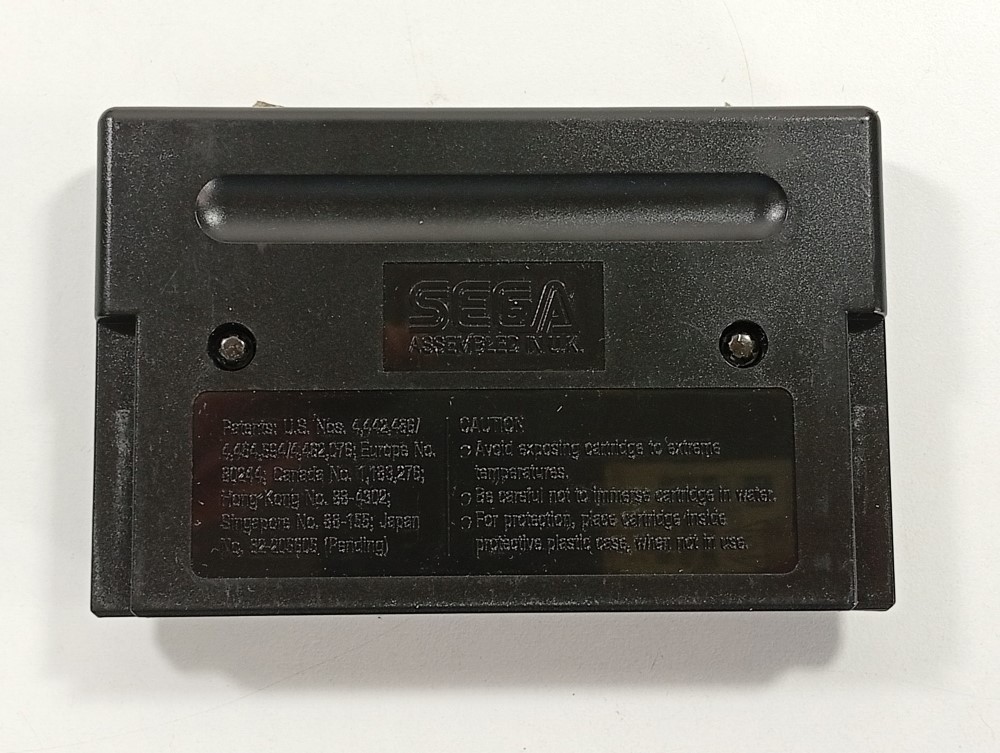 SEGA
ASSEMBLED IN U.K.
Patents: U.S. Nos. 4,442,486/
4,454,594/4,462,076; Europe No.
80244; Canada No. 1,183,276;
Hong Kong No. 88-4302;
Singapore No. 88-155; Japan
No. 82-205605 (Pending)
CAUTION
Avoid exposing cartridge to extreme
temperatures.
Be careful not to immerse cartridge in water.
For protection, place cartridge inside
protective plastic case, when not in use.